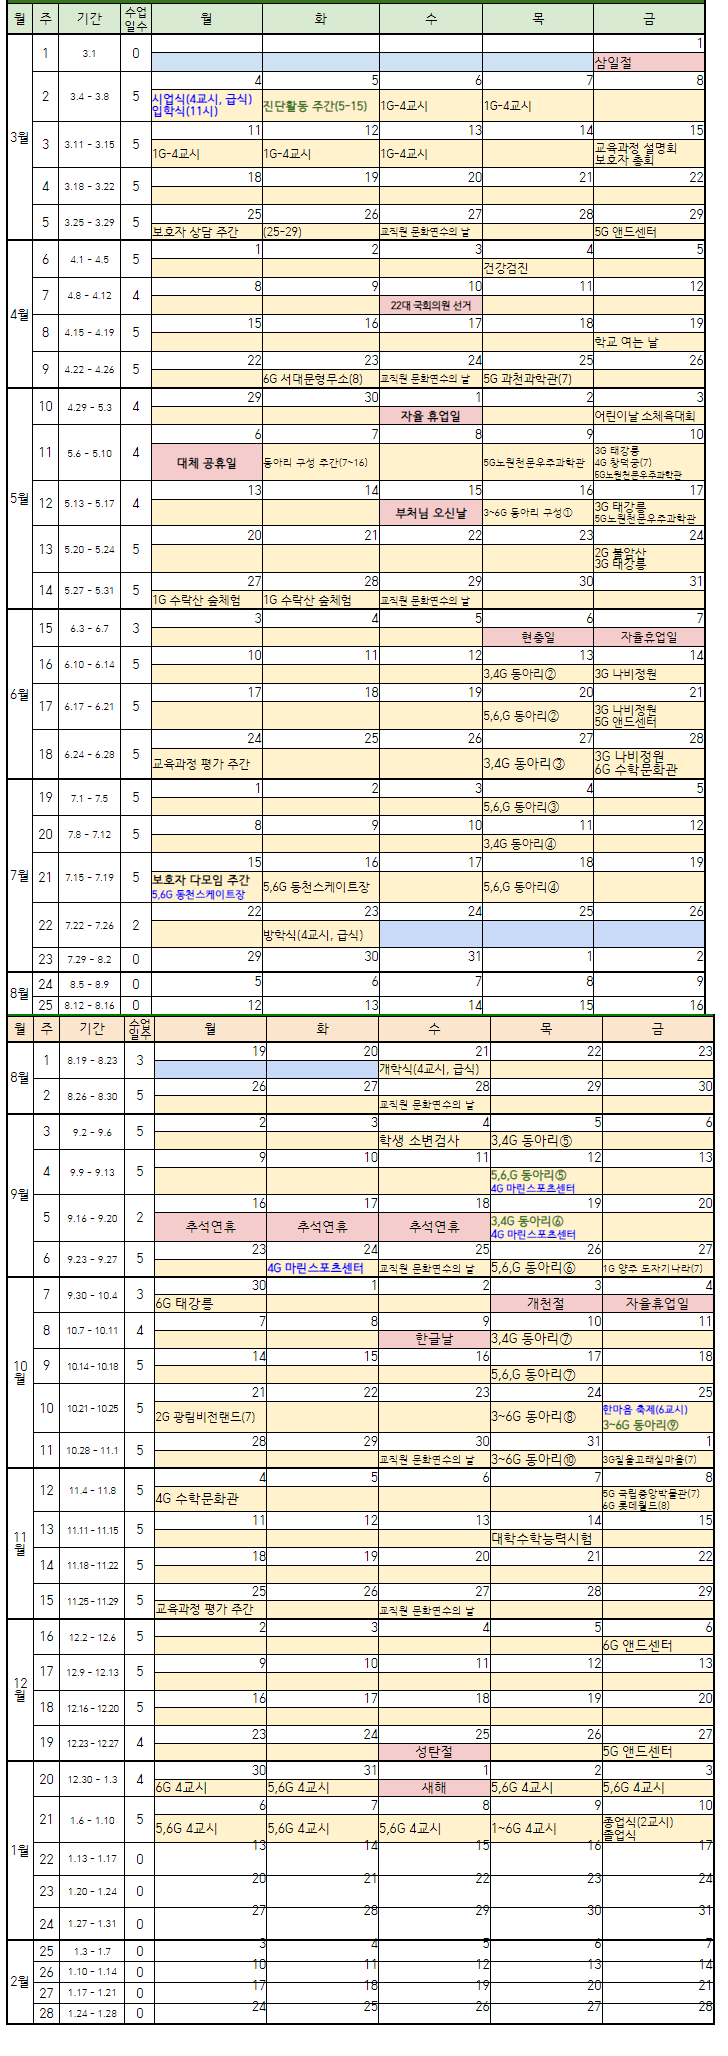 월 주 기간 수업일수 월 화 수 목 금
1
3월 1 3.1 0 삼일절
4 5 6 7 8
2 3.4 - 3.8 5 시업식(4교시, 급식) 진단활동 주간(5-15) 1G-4교시 1G-4교시
입학식(11시)
11 12 13 14 15
3 3.11 - 3.15 5 1G-4교시 1G-4교시 1G-4교시 교육과정 설명회
보호자 총회
18 19 20 21 22
4 3.18 - 3.22 5
25 26 27 28 29
5 3.25 - 3.29 5 보호자 상담 주간 (25-29) 교직원 문화연수의 날 5G 앤드센터
1 2 3 4 5
4월 6 4.1 - 4.5 5 건강검진
8 9 10 11 12
7 4.8 - 4.12 4 22대 국회의원 선거
15 16 17 18 19
8 4.15 - 4.19 5 학교 여는 날
22 23 24 25 26
9 4.22 - 4.26 5 6G 서대문형무소(8) 교직원 문화연수의 날 5G 과천과학관(7)
29 30 1 2 3
5월 10 4.29 - 5.3 4 자율 휴업일 어린이날 소체육대회
6 7 8 9 10
11 5.6 - 5.10 4 대체 공휴일 동아리 구성 주간(7~16) 5G노원천문우주과학관 3G 태강릉
4G 창덕궁(7)
5G노원천문우주과학관
13 14 15 16 17
12 5.13 - 5.17 4 부처님 오신날 3~6G 동아리 구성① 3G 태강릉
5G노원천문우주과학관
20 21 22 23 24
13 5.20 - 5.24 5 2G 불암산
3G 태강릉
27 28 29 30 31
14 5.27 - 5.31 5 1G 수락산 숲체험 1G 수락산 숲체험 교직원 문화연수의 날
3 4 5 6 7
6월 15 6.3 - 6.7 3 현충일 자율휴업일
10 11 12 13 14
16 6.10 - 6.14 5 3,4G 동아리② 3G 나비정원
17 18 19 20 21
17 6.17 - 6.21 5 5,6,G 동아리② 3G 나비정원
5G 앤드센터
24 25 26 27 28
18 6.24 - 6.28 5 교육과정 평가 주간 3,4G 동아리③ 3G 나비정원
6G 수학문화관
1 2 3 4 5
7월 19 7.1 - 7.5 5 5,6,G 동아리③
8 9 10 11 12
20 7.8 - 7.12 5 3,4G 동아리④
15 16 17 18 19
21 7.15 - 7.19 5 보호자 다모임 주간 5,6G 동천스케이트장 5,6,G 동아리④
5,6G 동천스케이트장
22 23 24 25 26
22 7.22 - 7.26 2 방학식(4교시, 급식)
23 7.29 - 8.2 0 29 30 31 1 2
8월 24 8.5 - 8.9 0 5 6 7 8 9
25 8.12 - 8.16 0 12 13 14 15 16
월 주 기간 수업일수 월 화 수 목 금
19 20 21 22 23
8월 1 8.19 - 8.23 3 개학식(4교시, 급식)
26 27 28 29 30
2 8.26 - 8.30 5 교직원 문화연수의 날
2 3 4 5 6
9월 3 9.2 - 9.6 5 학생 소변검사 3,4G 동아리⑤
9 10 11 12 13
4 9.9 - 9.13 5 5,6,G 동아리⑤
4G 마린스포츠센터
16 17 18 19 20
5 9.16 - 9.20 2 추석연휴 추석연휴 추석연휴 3,4G 동아리⑥
4G 마린스포츠센터
23 24 25 26 27
6 9.23 - 9.27 5 4G 마린스포츠센터 교직원 문화연수의 날 5,6,G 동아리⑥ 1G 양주 도자기나라(7)
30 1 2 3 4
10월 7 9.30 - 10.4 3 6G 태강릉 개천절 자율휴업일
7 8 9 10 11
8 10.7 - 10.11 4 한글날 3,4G 동아리⑦
14 15 16 17 18
9 10.14 - 10.18 5 5,6,G 동아리⑦
21 22 23 24 25
10 10.21 - 10.25 5 2G 광림비전랜드(7) 3~6G 동아리⑧ 한마음 축제(6교시)
3~6G 동아리⑨
28 29 30 31 1
11 10.28 - 11.1 5 교직원 문화연수의 날 3~6G 동아리⑩ 3G질울고래실마을(7)
4 5 6 7 8
11월 12 11.4 - 11.8 5 4G 수학문화관 5G 국립중앙박물관(7)
6G 롯데월드(8)
11 12 13 14 15
13 11.11 - 11.15 5 대학수학능력시험
18 19 20 21 22
14 11.18 - 11.22 5
25 26 27 28 29
15 11.25 - 11.29 5 교육과정 평가 주간 교직원 문화연수의 날
2 3 4 5 6
12월 16 12.2 - 12.6 5 6G 앤드센터
9 10 11 12 13
17 12.9 - 12.13 5
16 17 18 19 20
18 12.16 - 12.20 5
23 24 25 26 27
19 12.23 - 12.27 4 성탄절 5G 앤드센터
30 31 1 2 3
1월 20 12.30 - 1.3 4 6G 4교시 5,6G 4교시 새해 5,6G 4교시 5,6G 4교시
6 7 8 9 10
21 1.6 - 1.10 5 5,6G 4교시 5,6G 4교시 5,6G 4교시 1~6G 4교시 종업식(2교시)
졸업식
22 1.13 - 1.17 0 13 14 15 16 17
23 1.20 - 1.24 0 20 21 22 23 24
24 1.27 - 1.31 0 27 28 29 30 31
2월 25 1.3 - 1.7 0 3 4 5 6 7
26 1.10 - 1.14 0 10 11 12 13 14
27 1.17 - 1.21 0 17 18 19 20 21
28 1.24 - 1.28 0 24 25 26 27 28